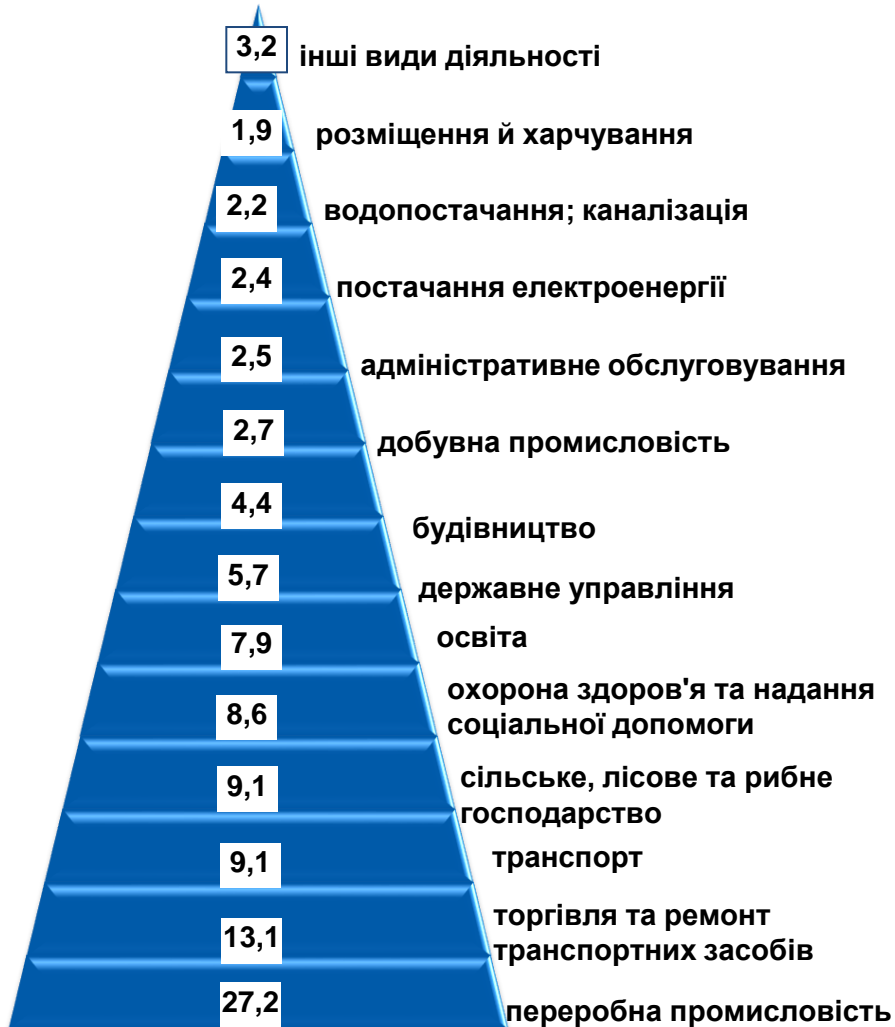 3,2 інші види діяльності
1,9 розміщення й харчування
2,2 водопостачання; каналізація
2,4 постачання електроенергії
2,5 адміністративне обслуговування
2,7 добувна промисловість
4,4 будівництво
5,7 державне управління
7,9 освіта
8,6 охорона здоров'я та надання
соціальної допомоги
9,1 сільське, лісове та рибне
господарство
9,1 транспорт
13,1 торгівля та ремонт
транспортних засобів
27,2 переробна промисловість